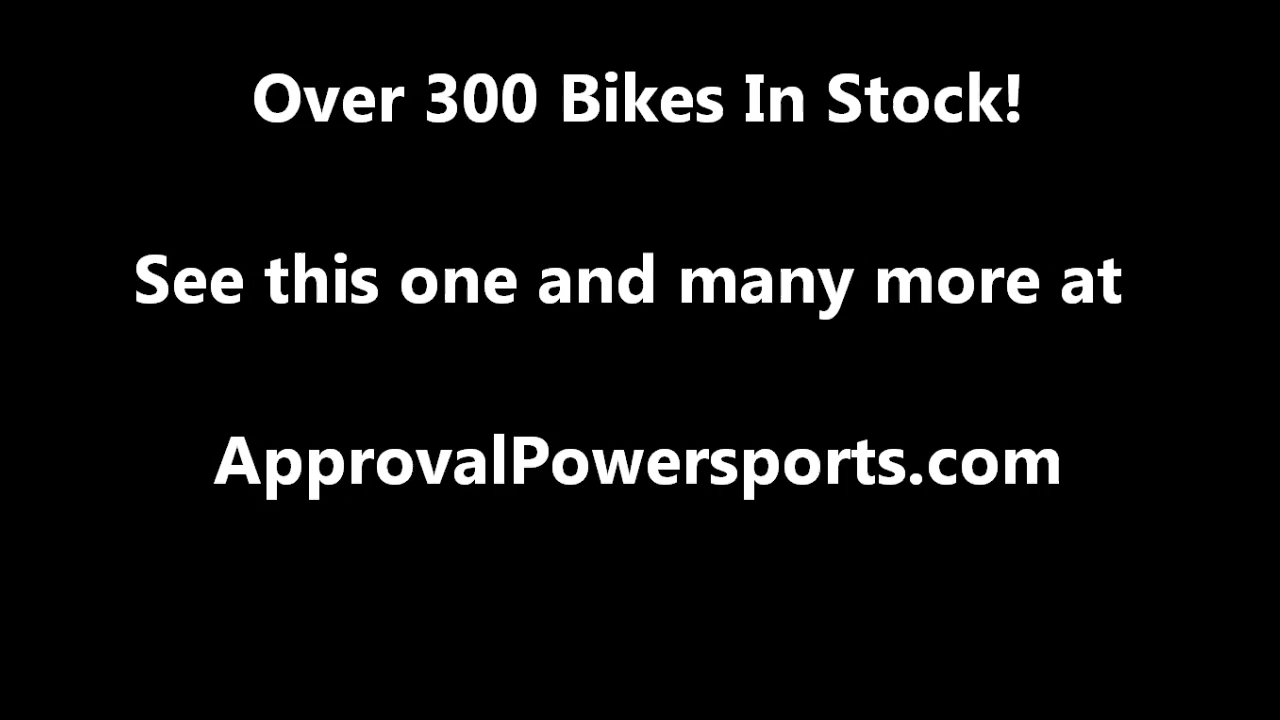 Over 300 Bikes In Stock!
See this one and many more at
ApprovalPowersports.com